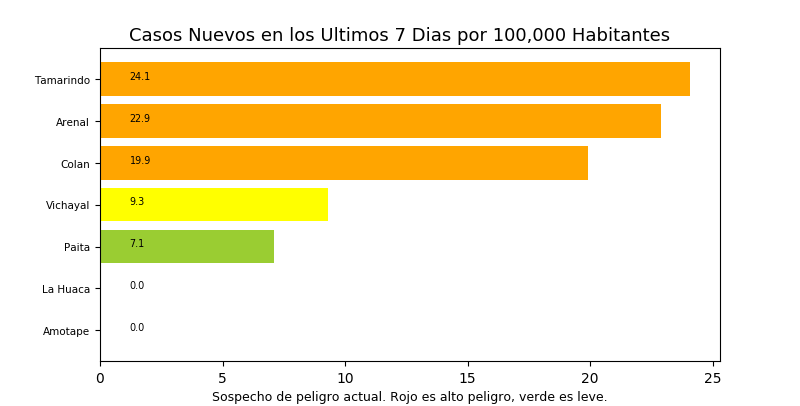 Casos Nuevos en los Ultimos 7 Dias por 100,000 Habitantes
Tamarindo 24.1
Arenal 22.9
Colan 19.9
Vichayal 9.3
Paita 7.1
La Huaca 0.0
Amotape 0.0
0 5 10 15 20 25
Sospecho de peligro actual. Rojo es alto peligro, verde es leve.